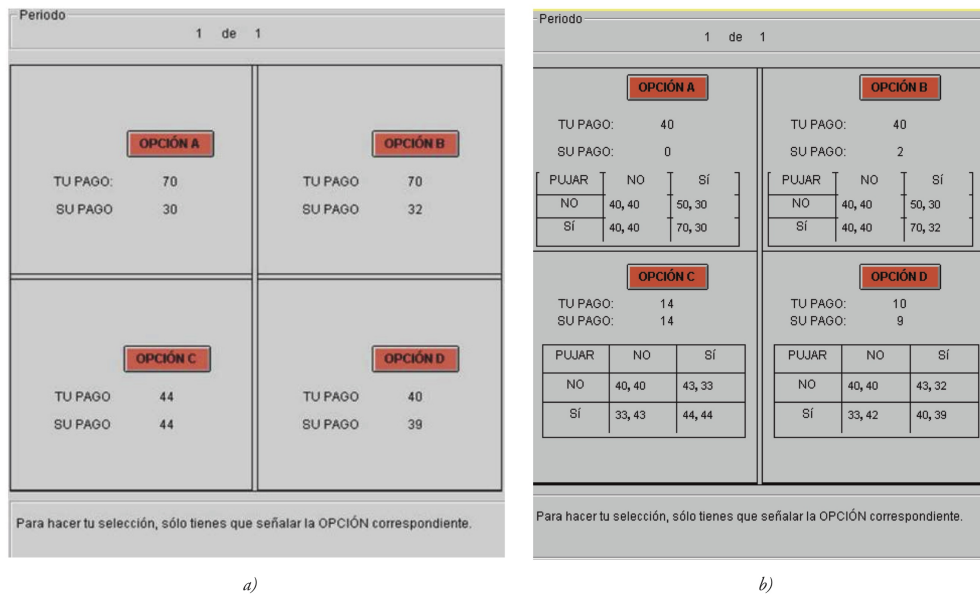 Periodo
1 de 1
OPCIÓN A
TU PAGO: 70
SU PAGO 30
OPCIÓN B
TU PAGO 70
SU PAGO 32
OPCIÓN C
TU PAGO 44
SU PAGO 44
OPCIÓN D
TU PAGO 40
SU PAGO 39
Para hacer tu selección, sólo tienes que señalar la OPCIÓN correspondiente.
a)
Periodo
1 de 1
OPCIÓN A
TU PAGO: 40
SU PAGO: 0
PUJAR NO Sí
NO 40, 40 50, 30
Sí 40, 40 70, 30
OPCIÓN B
TU PAGO: 40
SU PAGO: 2
PUJAR NO Sí
NO 40, 40 50, 30
Sí 40, 40 70, 32
OPCIÓN C
TU PAGO: 14
SU PAGO: 14
PUJAR NO Sí
NO 40, 40 43, 33
Sí 33, 43 44, 44
OPCIÓN D
TU PAGO: 10
SU PAGO: 9
PUJAR NO Sí
NO 40, 40 43, 32
Sí 33, 42 40, 39
Para hacer tu selección, sólo tienes que señalar la OPCIÓN correspondiente.
b)